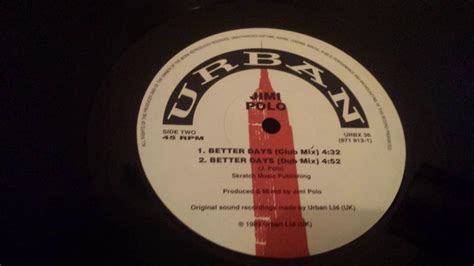 URBAN
JIMI
POLO
SIDE TWO
45 RPM
URBX 36
(871 913-1)
1. BETTER DAYS (Club Mix) 4:32
2. BETTER DAYS (Dub Mix) 4:52
(J. Polo)
Skratch Music Publishing
Produced & Mixed by Jimi Polo
Original sound recordings made by Urban Ltd (UK)
℗ 1989 Urban Ltd (UK)